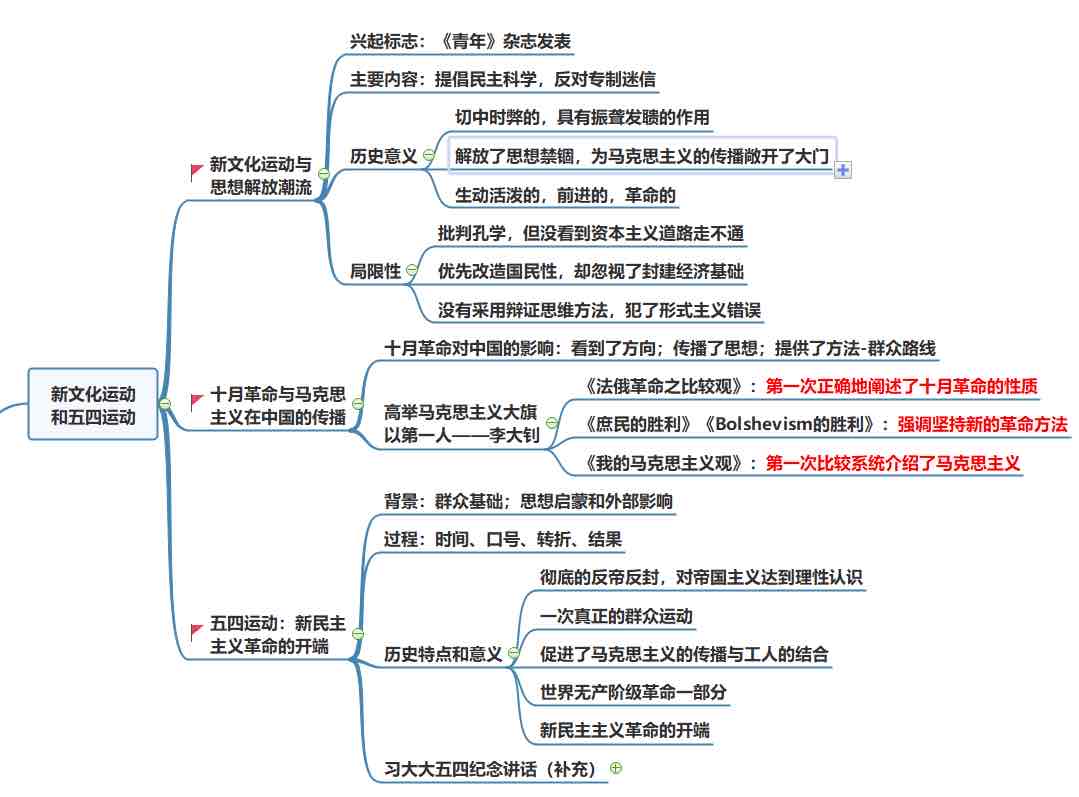 新文化运动
和五四运动
新文化运动与
思想解放潮流
兴起标志：《青年》杂志发表
主要内容：提倡民主科学，反对专制迷信
历史意义
切中时弊的，具有振聋发聩的作用
解放了思想禁锢，为马克思主义的传播敞开了大门
生动活泼的，前进的，革命的
局限性
批判孔学，但没看到资本主义道路走不通
优先改造国民性，却忽视了封建经济基础
没有采用辩证思维方法，犯了形式主义错误
十月革命与马克思
主义在中国的传播
十月革命对中国的影响：看到了方向；传播了思想；提供了方法-群众路线
高举马克思主义大旗
以第一人——李大钊
《法俄革命之比较观》：第一次正确地阐述了十月革命的性质
《庶民的胜利》《Bolshevism的胜利》：强调坚持新的革命方法
《我的马克思主义观》：第一次比较系统介绍了马克思主义
五四运动：新民主
主义革命的开端
背景：群众基础；思想启蒙和外部影响
过程：时间、口号、转折、结果
历史特点和意义
彻底的反帝反封，对帝国主义达到理性认识
一次真正的群众运动
促进了马克思主义的传播与工人的结合
世界无产阶级革命一部分
新民主主义革命的开端
习大大五四纪念讲话（补充）